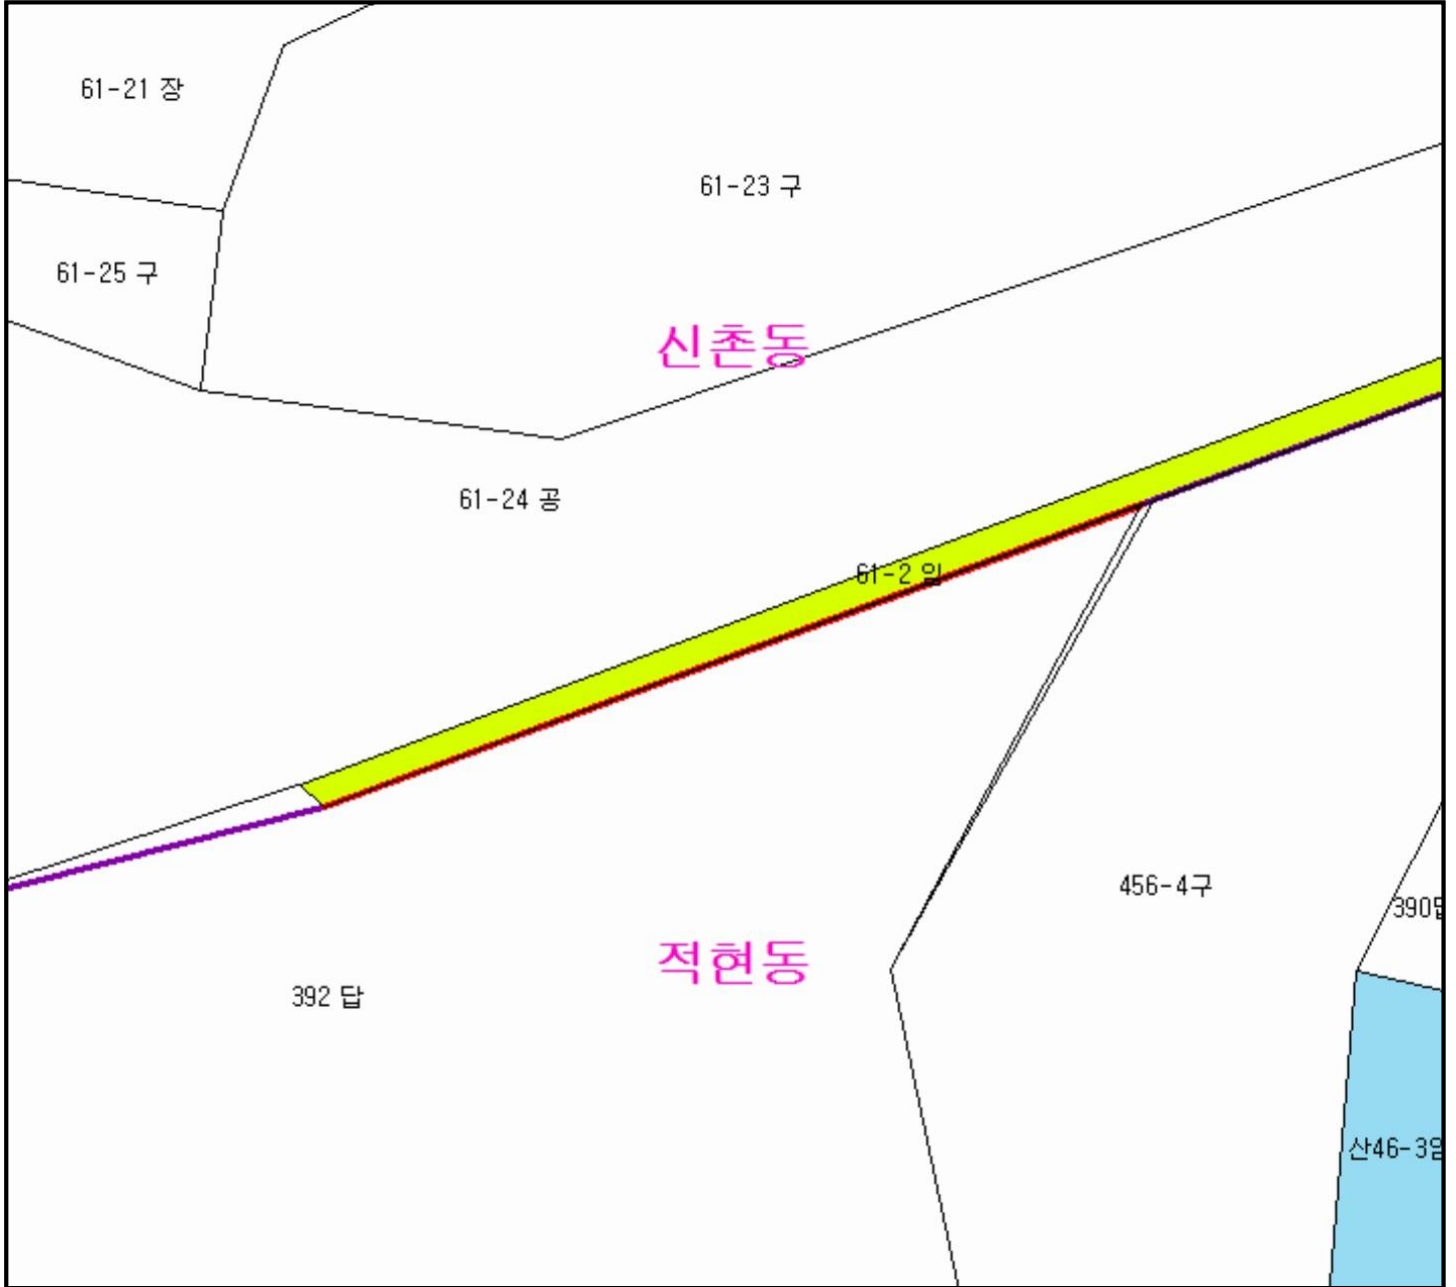 61-21 장
61-23 구
61-25 구
신촌동
61-24 공
61-2 임
456-4구
390답
적현동
392 답
산46-3임